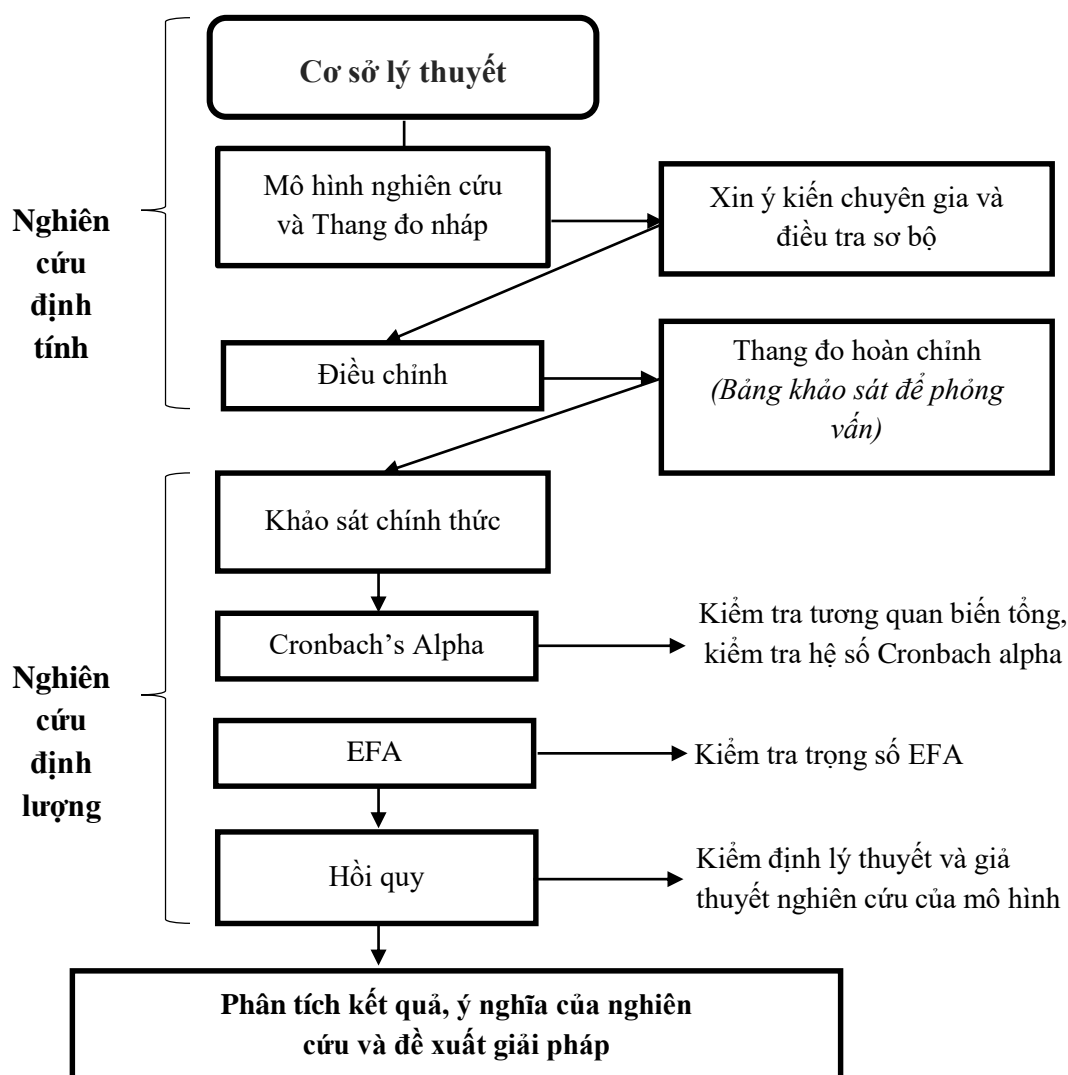 Cơ sở lý thuyết
Mô hình nghiên cứu
và Thang đo nháp
Xin ý kiến chuyên gia và
điều tra sơ bộ
Nghiên
cứu
định
tính
Điều chỉnh
Thang đo hoàn chỉnh
(Bảng khảo sát để phỏng
vấn)
Khảo sát chính thức
Cronbach’s Alpha
Kiểm tra tương quan biến tổng,
kiểm tra hệ số Cronbach alpha
Nghiên
cứu
định
lượng
EFA
Kiểm tra trọng số EFA
Hồi quy
Kiểm định lý thuyết và giả
thuyết nghiên cứu của mô hình
Phân tích kết quả, ý nghĩa của nghiên
cứu và đề xuất giải pháp